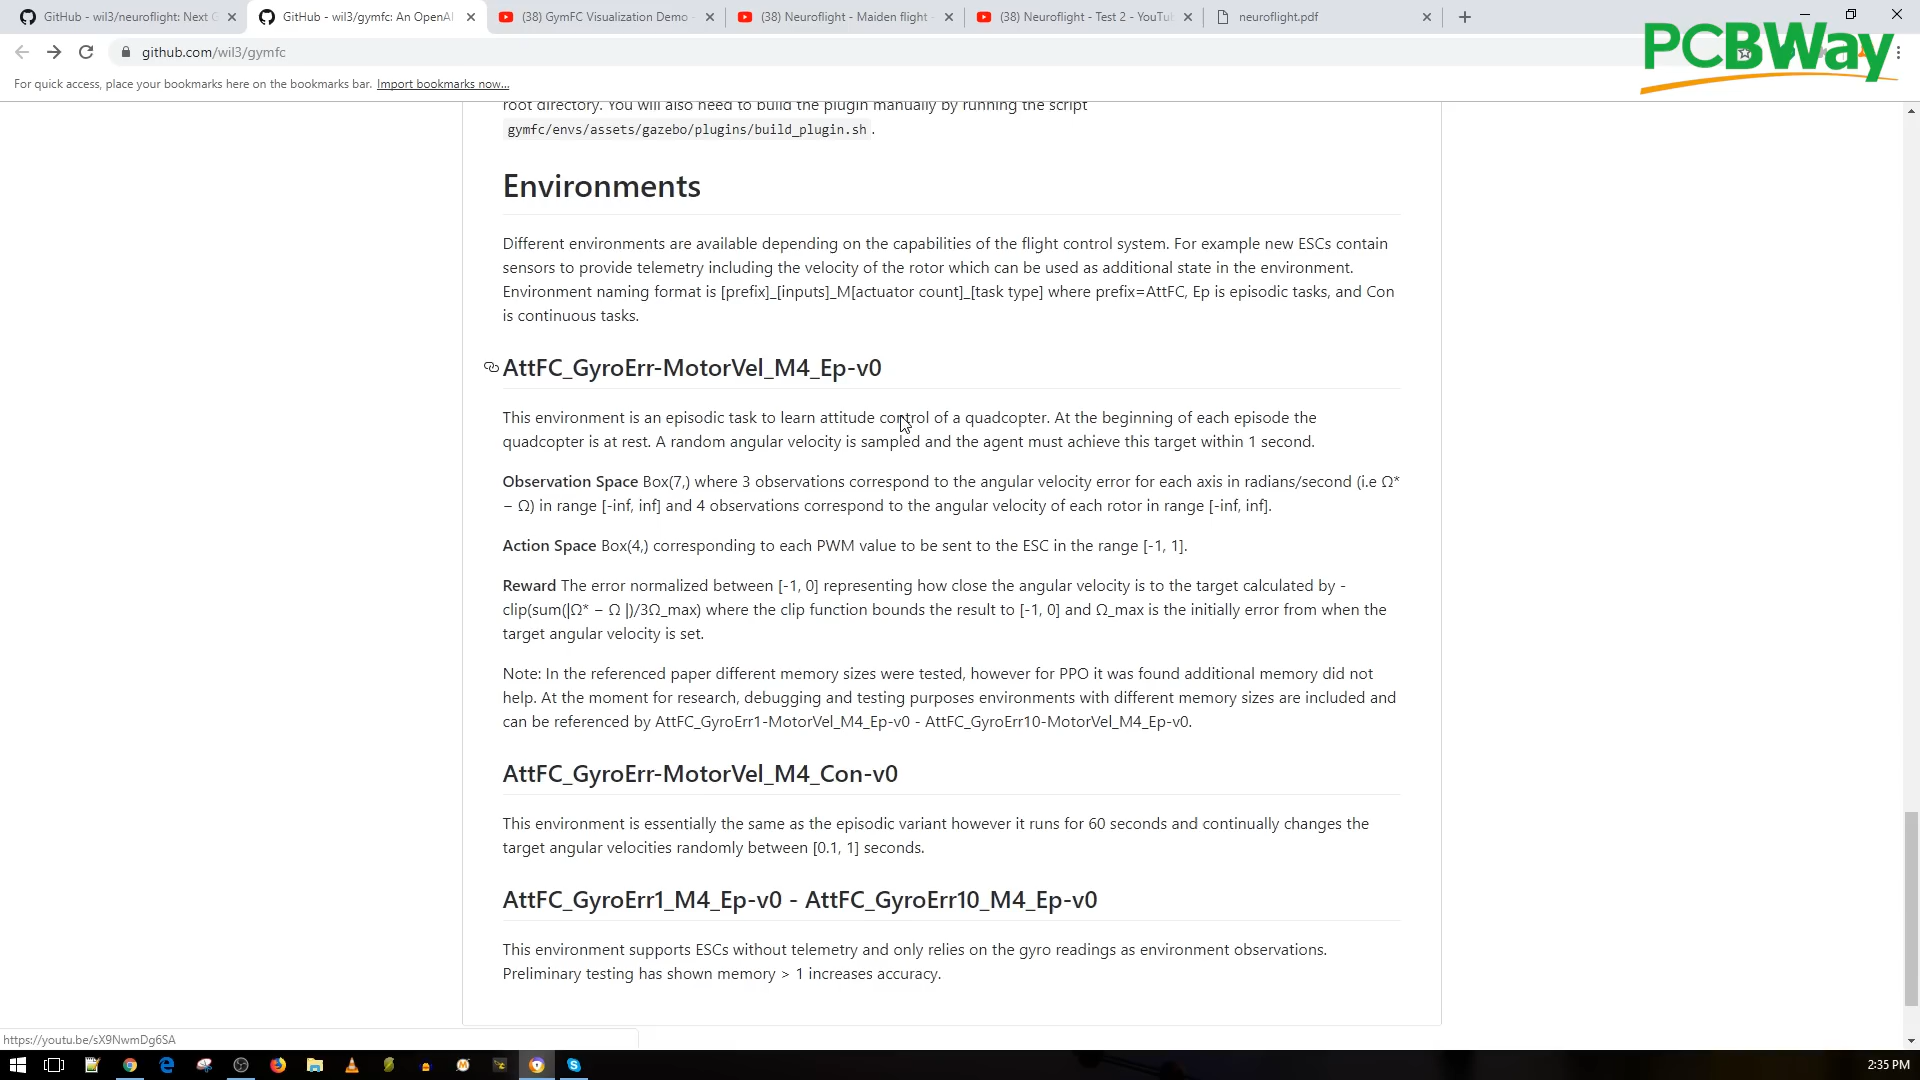 GitHub - wil3/neuroflight: Next G
GitHub - wil3/gymfc: An OpenAI
(38) GymFC Visualization Demo -
(38) Neuroflight - Maiden flight -
(38) Neuroflight - Test 2 - YouTu
neuroflight.pdf
github.com/wil3/gymfc
PCBWay
For quick access, place your bookmarks here on the bookmarks bar. Import bookmarks now...
root directory. You will also need to build the plugin manually by running the script
gymfc/envs/assets/gazebo/plugins/build_plugin.sh .
Environments
Different environments are available depending on the capabilities of the flight control system. For example new ESCs contain
sensors to provide telemetry including the velocity of the rotor which can be used as additional state in the environment.
Environment naming format is [prefix]_[inputs]_M[actuator count]_[task type] where prefix=AttFC, Ep is episodic tasks, and Con
is continuous tasks.
AttFC_GyroErr-MotorVel_M4_Ep-v0
This environment is an episodic task to learn attitude control of a quadcopter. At the beginning of each episode the
quadcopter is at rest. A random angular velocity is sampled and the agent must achieve this target within 1 second.
Observation Space Box(7,) where 3 observations correspond to the angular velocity error for each axis in radians/second (i.e Ω*
− Ω) in range [-inf, inf] and 4 observations correspond to the angular velocity of each rotor in range [-inf, inf].
Action Space Box(4,) corresponding to each PWM value to be sent to the ESC in the range [-1, 1].
Reward The error normalized between [-1, 0] representing how close the angular velocity is to the target calculated by -
clip(sum(|Ω* − Ω |)/3Ω_max) where the clip function bounds the result to [-1, 0] and Ω_max is the initially error from when the
target angular velocity is set.
Note: In the referenced paper different memory sizes were tested, however for PPO it was found additional memory did not
help. At the moment for research, debugging and testing purposes environments with different memory sizes are included and
can be referenced by AttFC_GyroErr1-MotorVel_M4_Ep-v0 - AttFC_GyroErr10-MotorVel_M4_Ep-v0.
AttFC_GyroErr-MotorVel_M4_Con-v0
This environment is essentially the same as the episodic variant however it runs for 60 seconds and continually changes the
target angular velocities randomly between [0.1, 1] seconds.
AttFC_GyroErr1_M4_Ep-v0 - AttFC_GyroErr10_M4_Ep-v0
This environment supports ESCs without telemetry and only relies on the gyro readings as environment observations.
Preliminary testing has shown memory > 1 increases accuracy.
https://youtu.be/sX9NwmDg6SA
2:35 PM